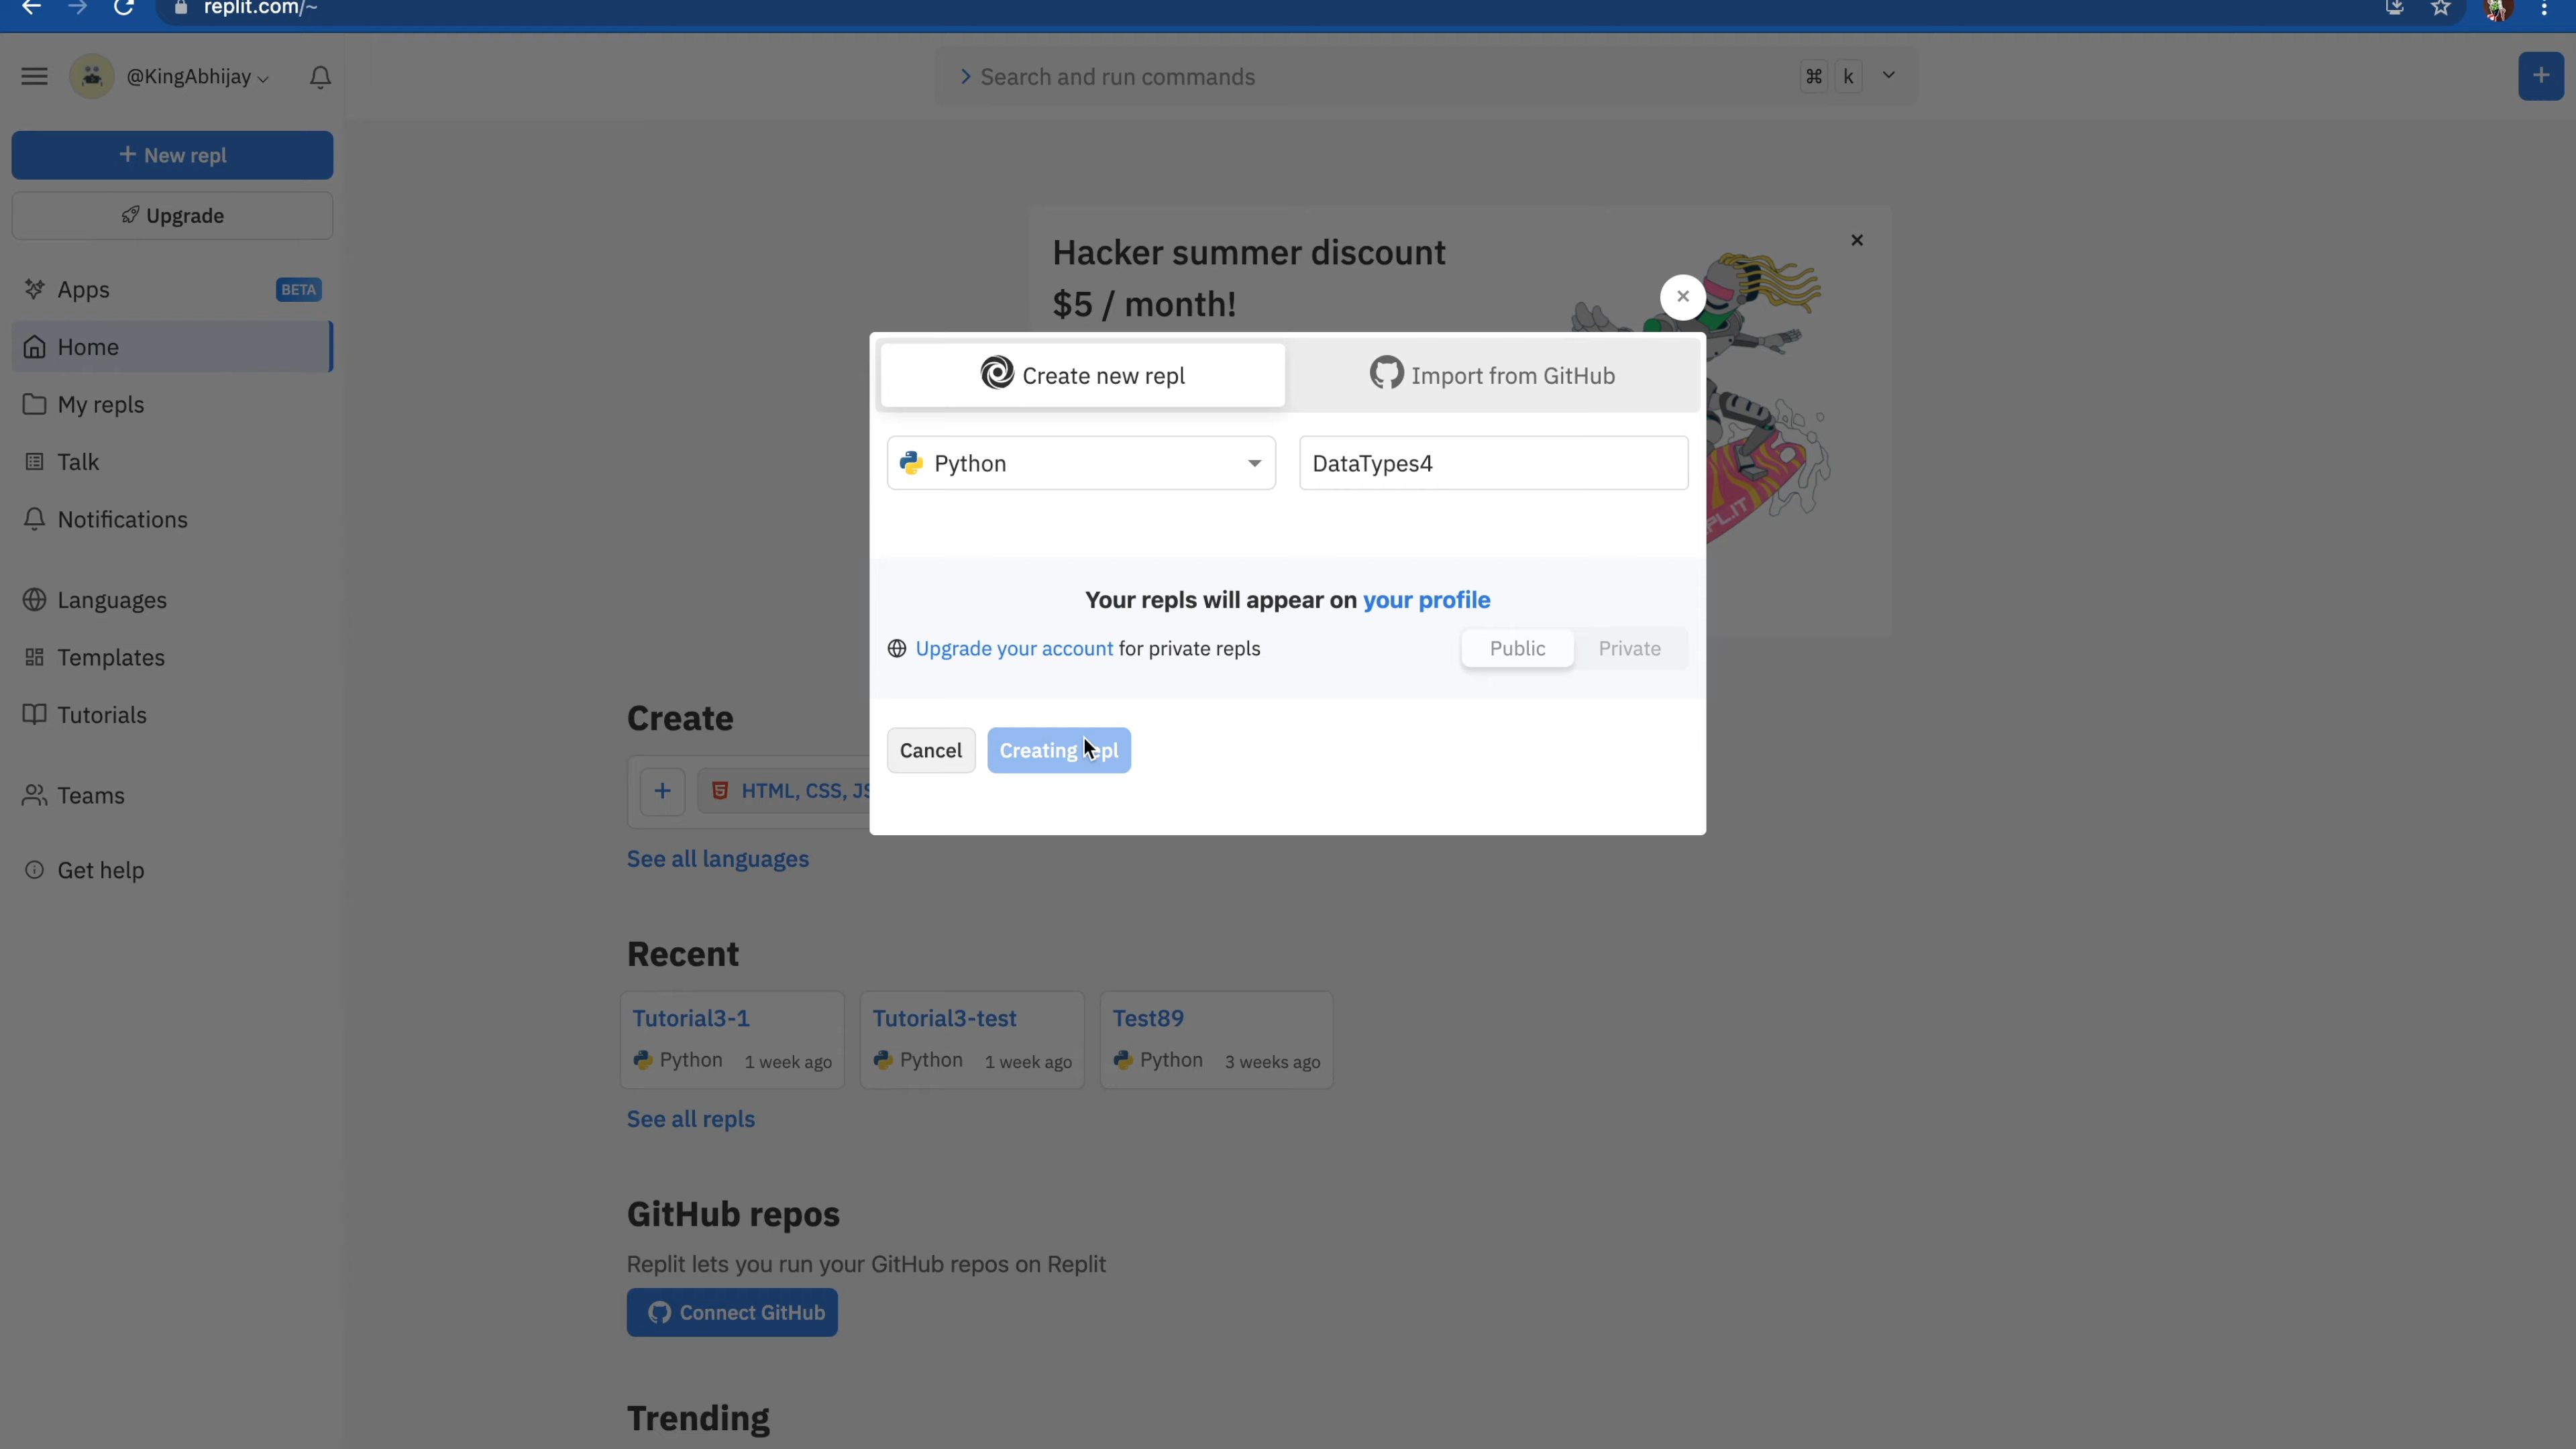 replit.com/~
@KingAbhijay
Search and run commands
⌘ k
+
+ New repl
Upgrade
Apps BETA
Home
My repls
Talk
Notifications
Languages
Templates
Tutorials
Teams
Get help
Hacker summer discount
$5 / month!
Create new repl
Import from GitHub
Python
DataTypes4
Your repls will appear on your profile
Upgrade your account for private repls
Public
Private
Cancel
Creating
Create
+
HTML, CSS, JS
See all languages
Recent
Tutorial3-1
Python 1 week ago
Tutorial3-test
Python 1 week ago
Test89
Python 3 weeks ago
See all repls
GitHub repos
Replit lets you run your GitHub repos on Replit
Connect GitHub
Trending